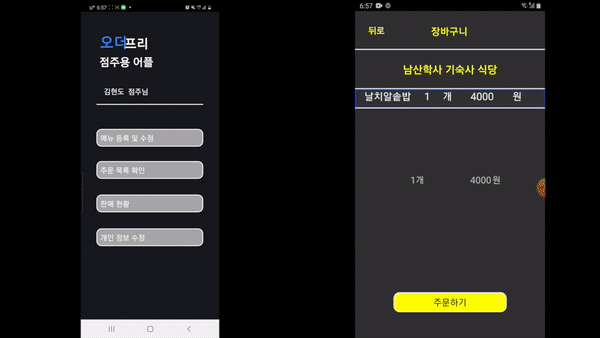 6:57
오더프리
점주용 어플
김현도 점주님
메뉴 등록 및 수정
주문 목록 확인
판매 현황
개인 정보 수정
6:57
뒤로 장바구니
남산학사 기숙사 식당
날치알솥밥 1 개 4000 원
1개 4000원
주문하기